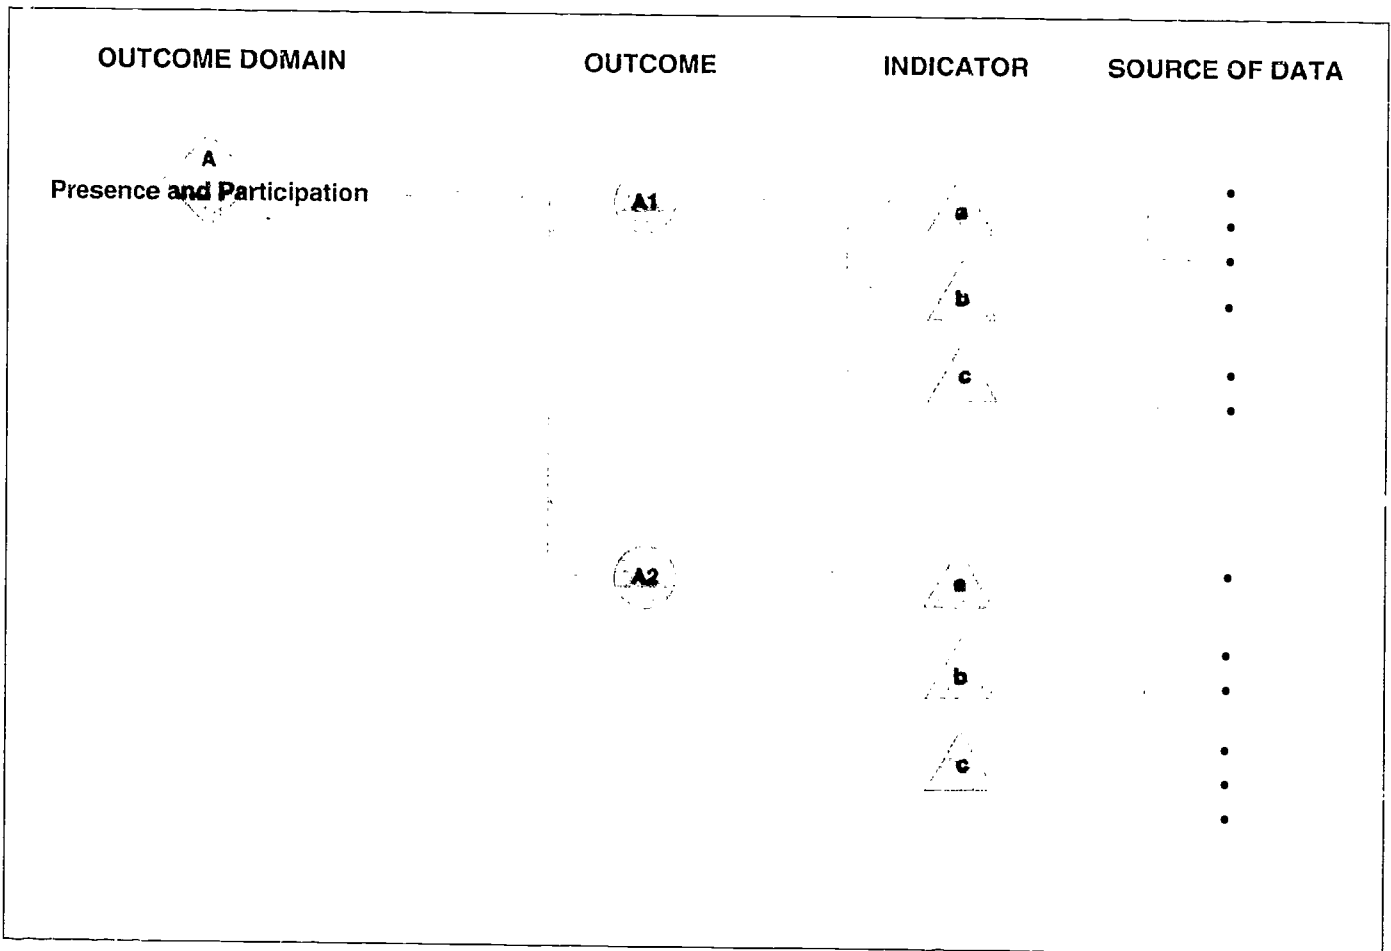 OUTCOME DOMAIN OUTCOME INDICATOR SOURCE OF DATA
A
Presence and Participation A1 a
b
c
A2 a
b
c